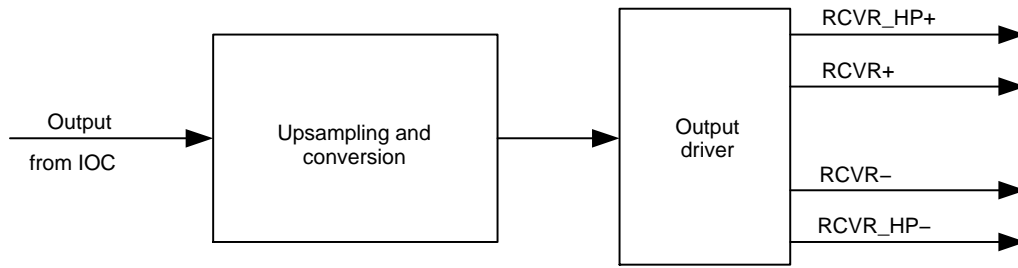 Output
from IOC
Upsampling and
conversion
Output
driver
RCVR_HP+
RCVR+
RCVR−
RCVR_HP−